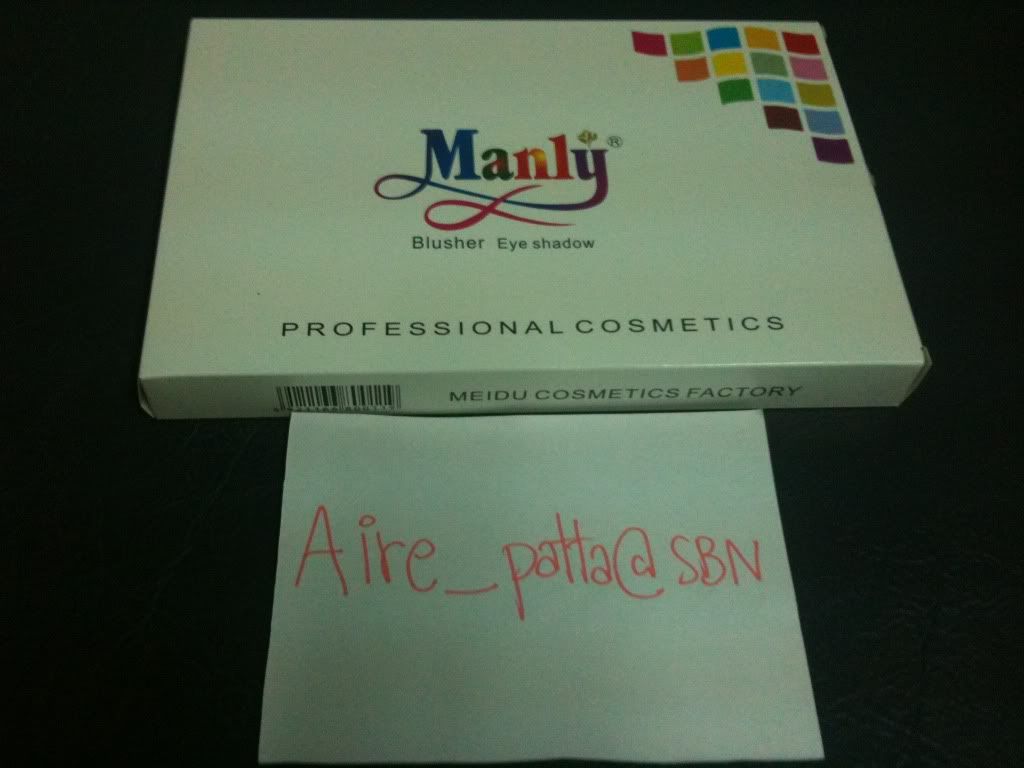 Manly®
Blusher Eye shadow
PROFESSIONAL COSMETICS
MEIDU COSMETICS FACTORY
Aire_patta@SBN